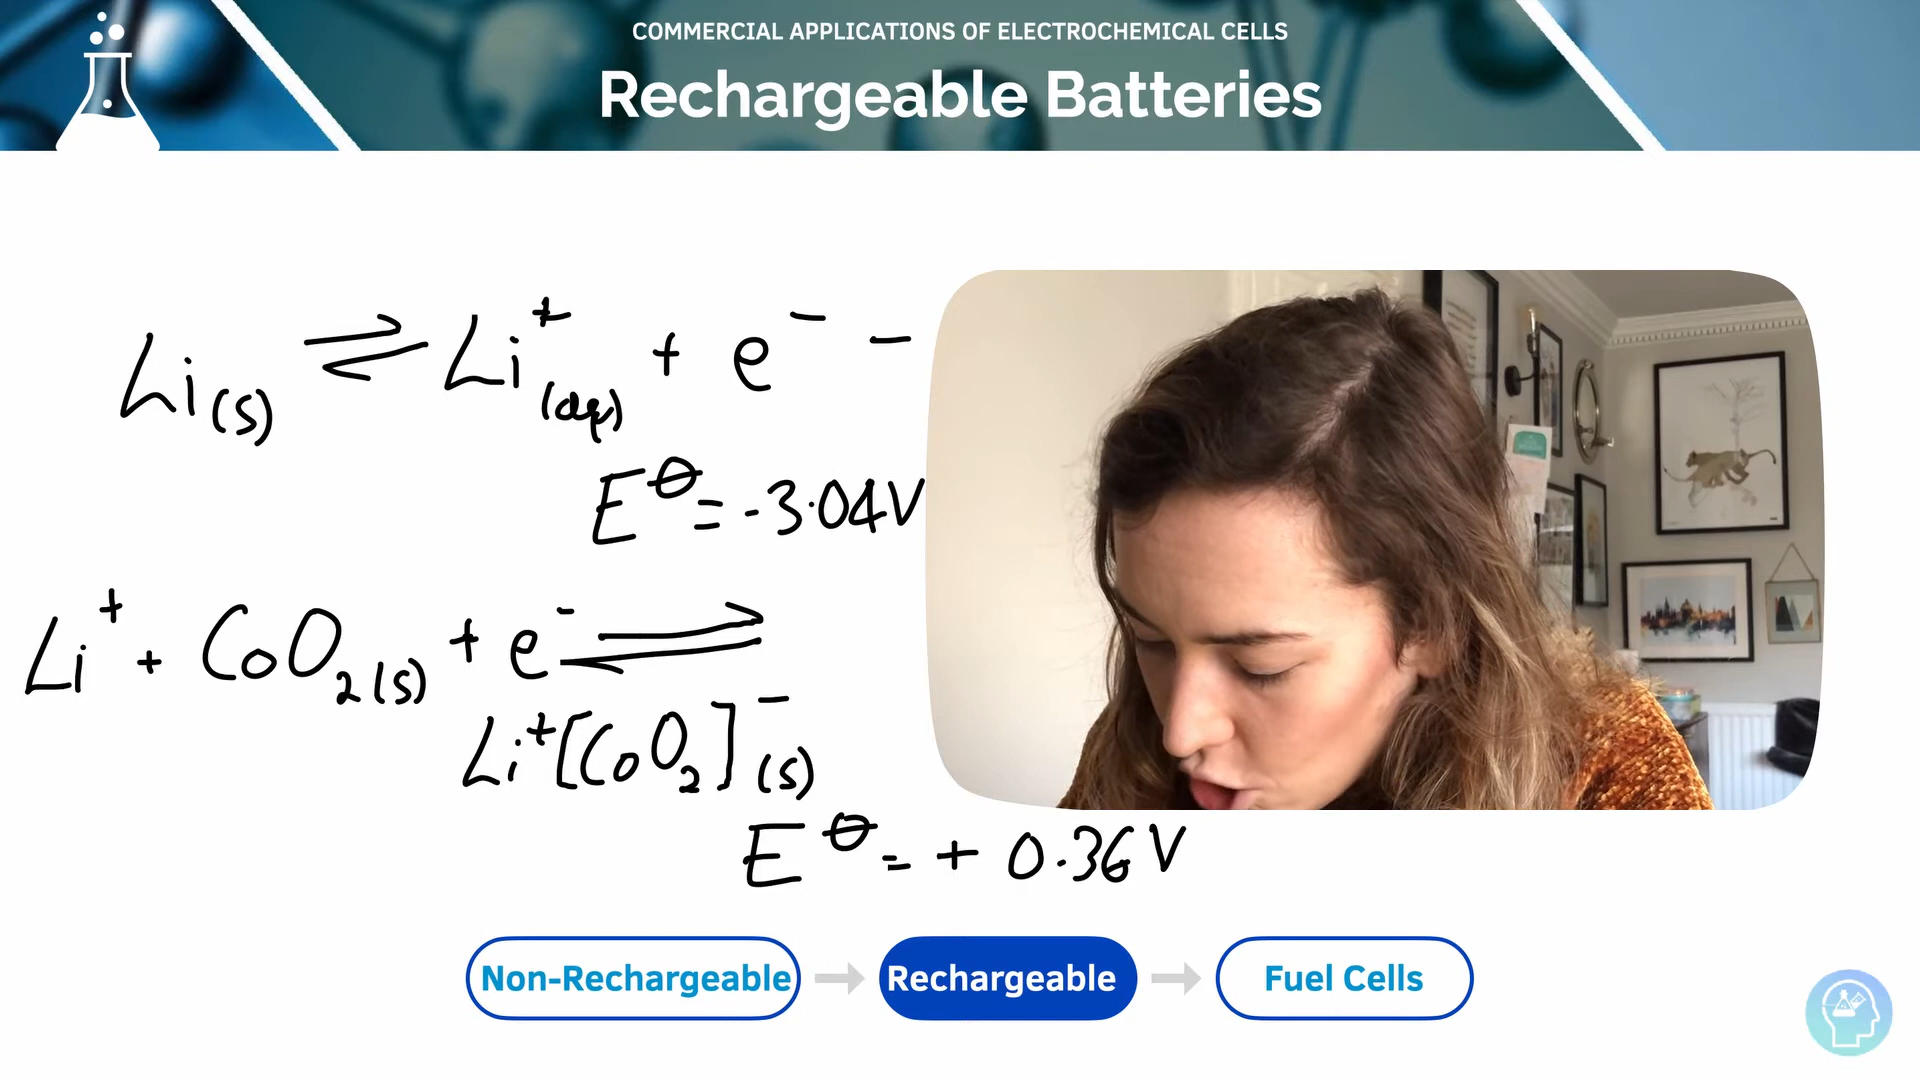 COMMERCIAL APPLICATIONS OF ELECTROCHEMICAL CELLS
Rechargeable Batteries
Li(s) ⇌ Li⁺(aq) + e⁻ −
E⦵ = -3.04V
Li⁺ + CoO₂(s) + e⁻ ⇌
Li⁺[CoO₂]⁻(s)
E⦵ = + 0.36V
Non-Rechargeable
Rechargeable
Fuel Cells